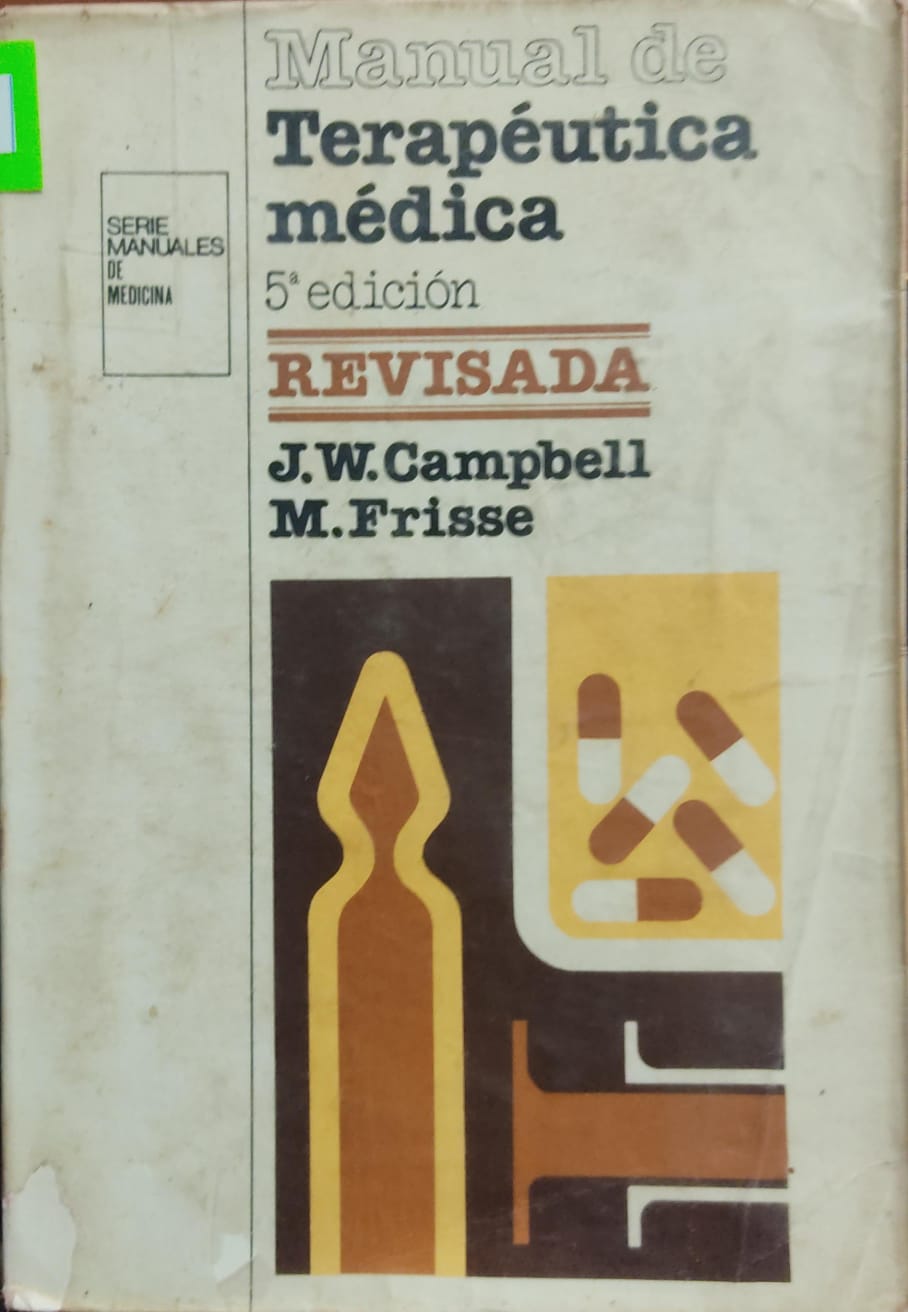 Manual de
Terapéutica
médica
5ª edición
REVISADA
J.W.Campbell
M.Frisse
SERIE
MANUALES
DE
MEDICINA